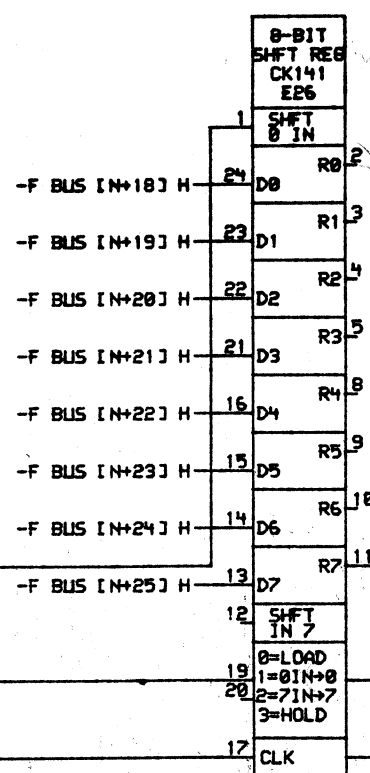 8-BIT
SHFT REG
CK141
E26
1 SHFT
0 IN
R0 2
-F BUS [N+18] H 24 D0
R1 3
-F BUS [N+19] H 23 D1
R2 4
-F BUS [N+20] H 22 D2
R3 5
-F BUS [N+21] H 21 D3
R4 8
-F BUS [N+22] H 16 D4
R5 9
-F BUS [N+23] H 15 D5
R6 10
-F BUS [N+24] H 14 D6
R7 11
-F BUS [N+25] H 13 D7
12 SHFT
IN 7
0=LOAD
19 1=0IN→0
20 2=7IN→7
3=HOLD
17 CLK